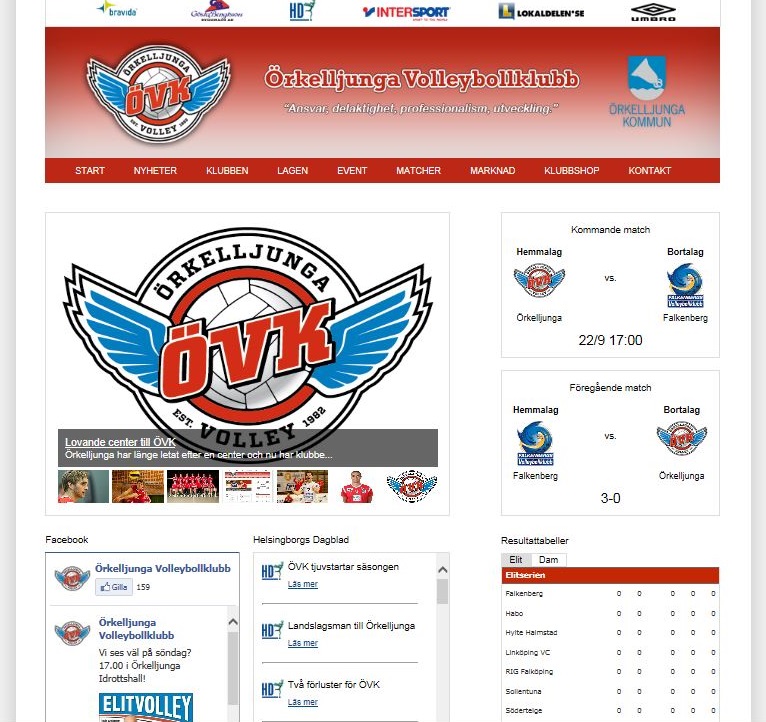 bravida
Göska Bengtsson
HD
INTERSPORT
LOKALDELEN'SE
UMBRO
ÖRKELLJUNGA
ÖVK
VOLLEY
Örkelljunga Volleybollklubb
"Ansvar, delaktighet, professionalism, utveckling."
ÖRKELLJUNGA
KOMMUN
START NYHETER KLUBBEN LAGEN EVENT MATCHER MARKNAD KLUBBSHOP KONTAKT
ÖRKELLJUNGA
ÖVK
EST. VOLLEY 1982
Lovande center till ÖVK
Örkelljunga har länge letat efter en center och nu har klubbe...
Kommande match
Hemmalag Bortalag
vs.
Örkelljunga Falkenberg
22/9 17:00
Föregående match
Hemmalag Bortalag
vs.
Falkenberg Örkelljunga
3-0
Facebook
Örkelljunga Volleybollklubb
Gilla 159
Örkelljunga
Volleybollklubb
Vi ses väl på söndag?
17.00 i Örkelljunga
Idrottshall!
ELITVOLLEY
Helsingborgs Dagblad
HD ÖVK tjuvstartar säsongen
Läs mer
HD Landslagsman till Örkelljunga
Läs mer
HD Två förluster för ÖVK
Läs mer
Resultattabeller
Elit Dam
Elitserien
Falkenberg 0 0 0 0 0
Habo 0 0 0 0 0
Hylte Halmstad 0 0 0 0 0
Linköping VC 0 0 0 0 0
RIG Falköping 0 0 0 0 0
Sollentuna 0 0 0 0 0
Södertelge 0 0 0 0 0